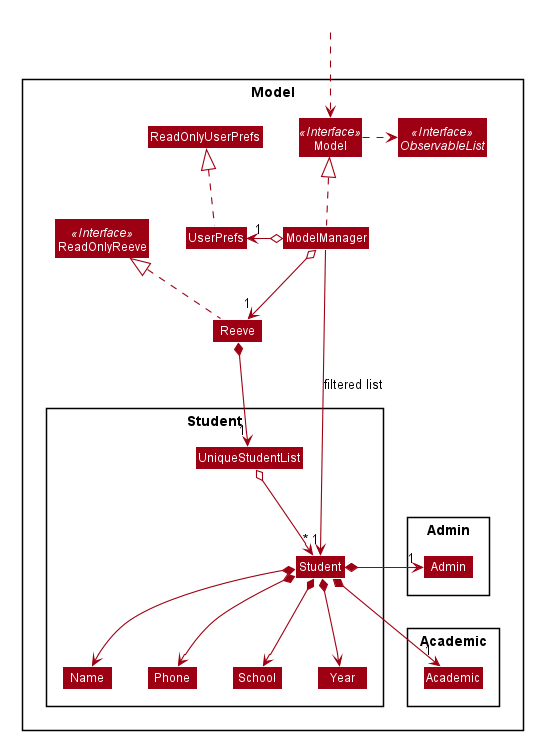 Model
ReadOnlyUserPrefs
«Interface»
Model
«Interface»
ObservableList
«Interface»
ReadOnlyReeve
UserPrefs
1
ModelManager
1
Reeve
filtered list
Student
1
UniqueStudentList
* 1
Student
Admin
1
Admin
Academic
1
Name
Phone
School
Year
Academic